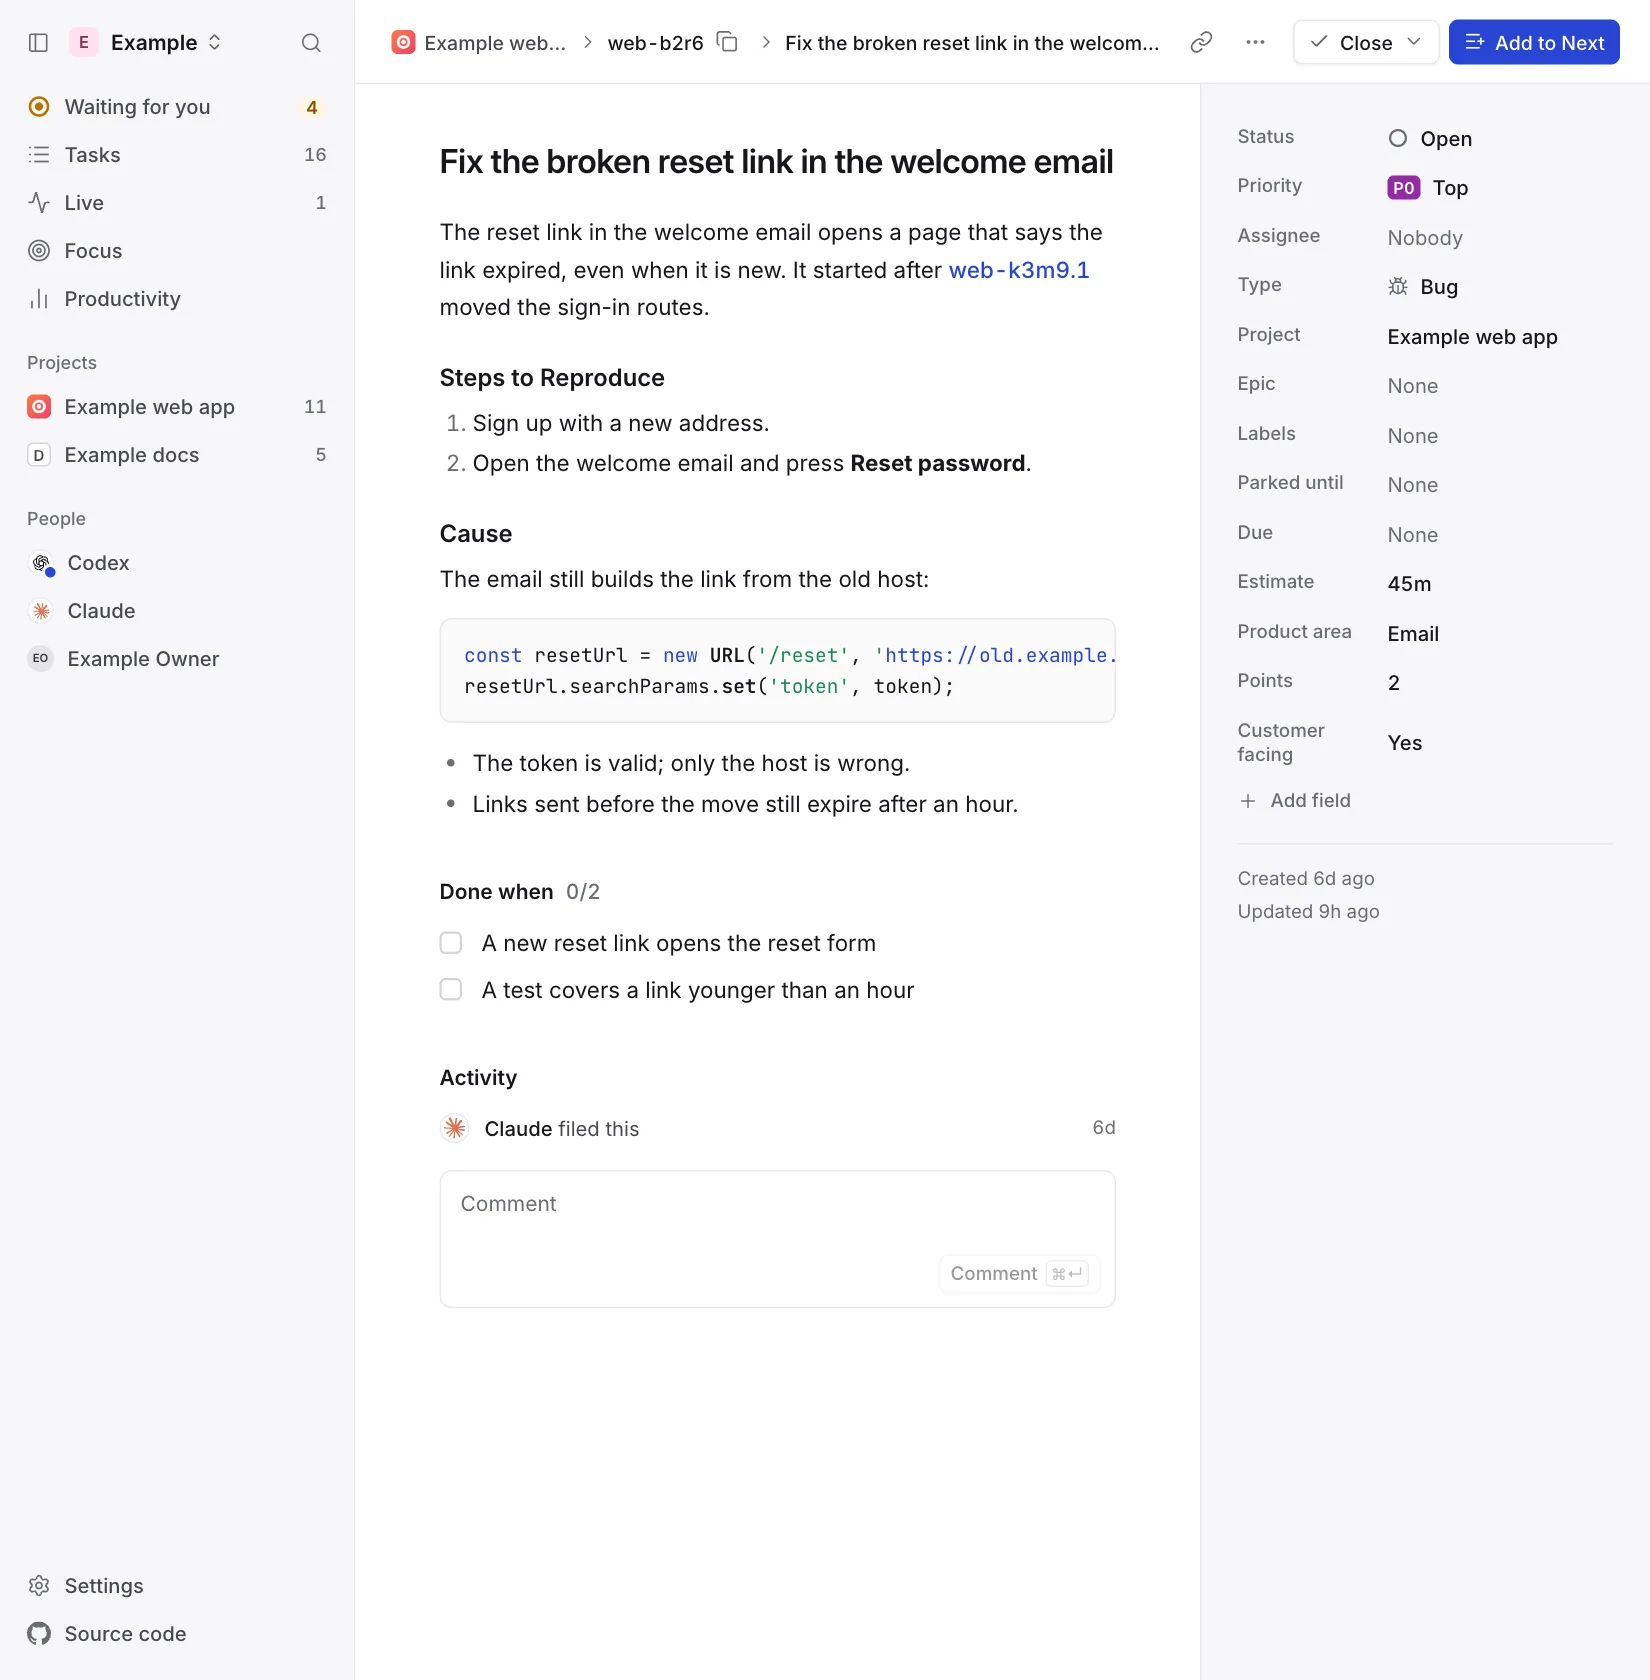 E Example
Example web... > web-b2r6 > Fix the broken reset link in the welcom...
Close
Add to Next
Waiting for you 4
Tasks 16
Live 1
Focus
Productivity
Projects
Example web app 11
D Example docs 5
People
Codex
Claude
EO Example Owner
Settings
Source code
Fix the broken reset link in the welcome email
The reset link in the welcome email opens a page that says the
link expired, even when it is new. It started after web-k3m9.1
moved the sign-in routes.
Steps to Reproduce
1. Sign up with a new address.
2. Open the welcome email and press Reset password.
Cause
The email still builds the link from the old host:
const resetUrl = new URL('/reset', 'https://old.example.
resetUrl.searchParams.set('token', token);
• The token is valid; only the host is wrong.
• Links sent before the move still expire after an hour.
Done when 0/2
A new reset link opens the reset form
A test covers a link younger than an hour
Activity
Claude filed this 6d
Comment
Comment ⌘↵
Status Open
Priority P0 Top
Assignee Nobody
Type Bug
Project Example web app
Epic None
Labels None
Parked until None
Due None
Estimate 45m
Product area Email
Points 2
Customer
facing Yes
+ Add field
Created 6d ago
Updated 9h ago